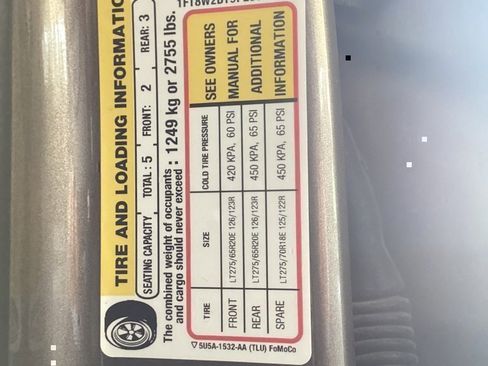 1FT8W2BT
TIRE AND LOADING INFORMATION
SEATING CAPACITY TOTAL : 5 FRONT: 2 REAR: 3
The combined weight of occupants
and cargo should never exceed : 1249 kg or 2755 lbs.
TIRE SIZE COLD TIRE PRESSURE
FRONT LT275/65R20E 126/123R 420 KPA, 60 PSI
REAR LT275/65R20E 126/123R 450 KPA, 65 PSI
SPARE LT275/70R18E 125/122R 450 KPA, 65 PSI
SEE OWNERS
MANUAL FOR
ADDITIONAL
INFORMATION
5U5A-1532-AA (TLU) FoMoCo